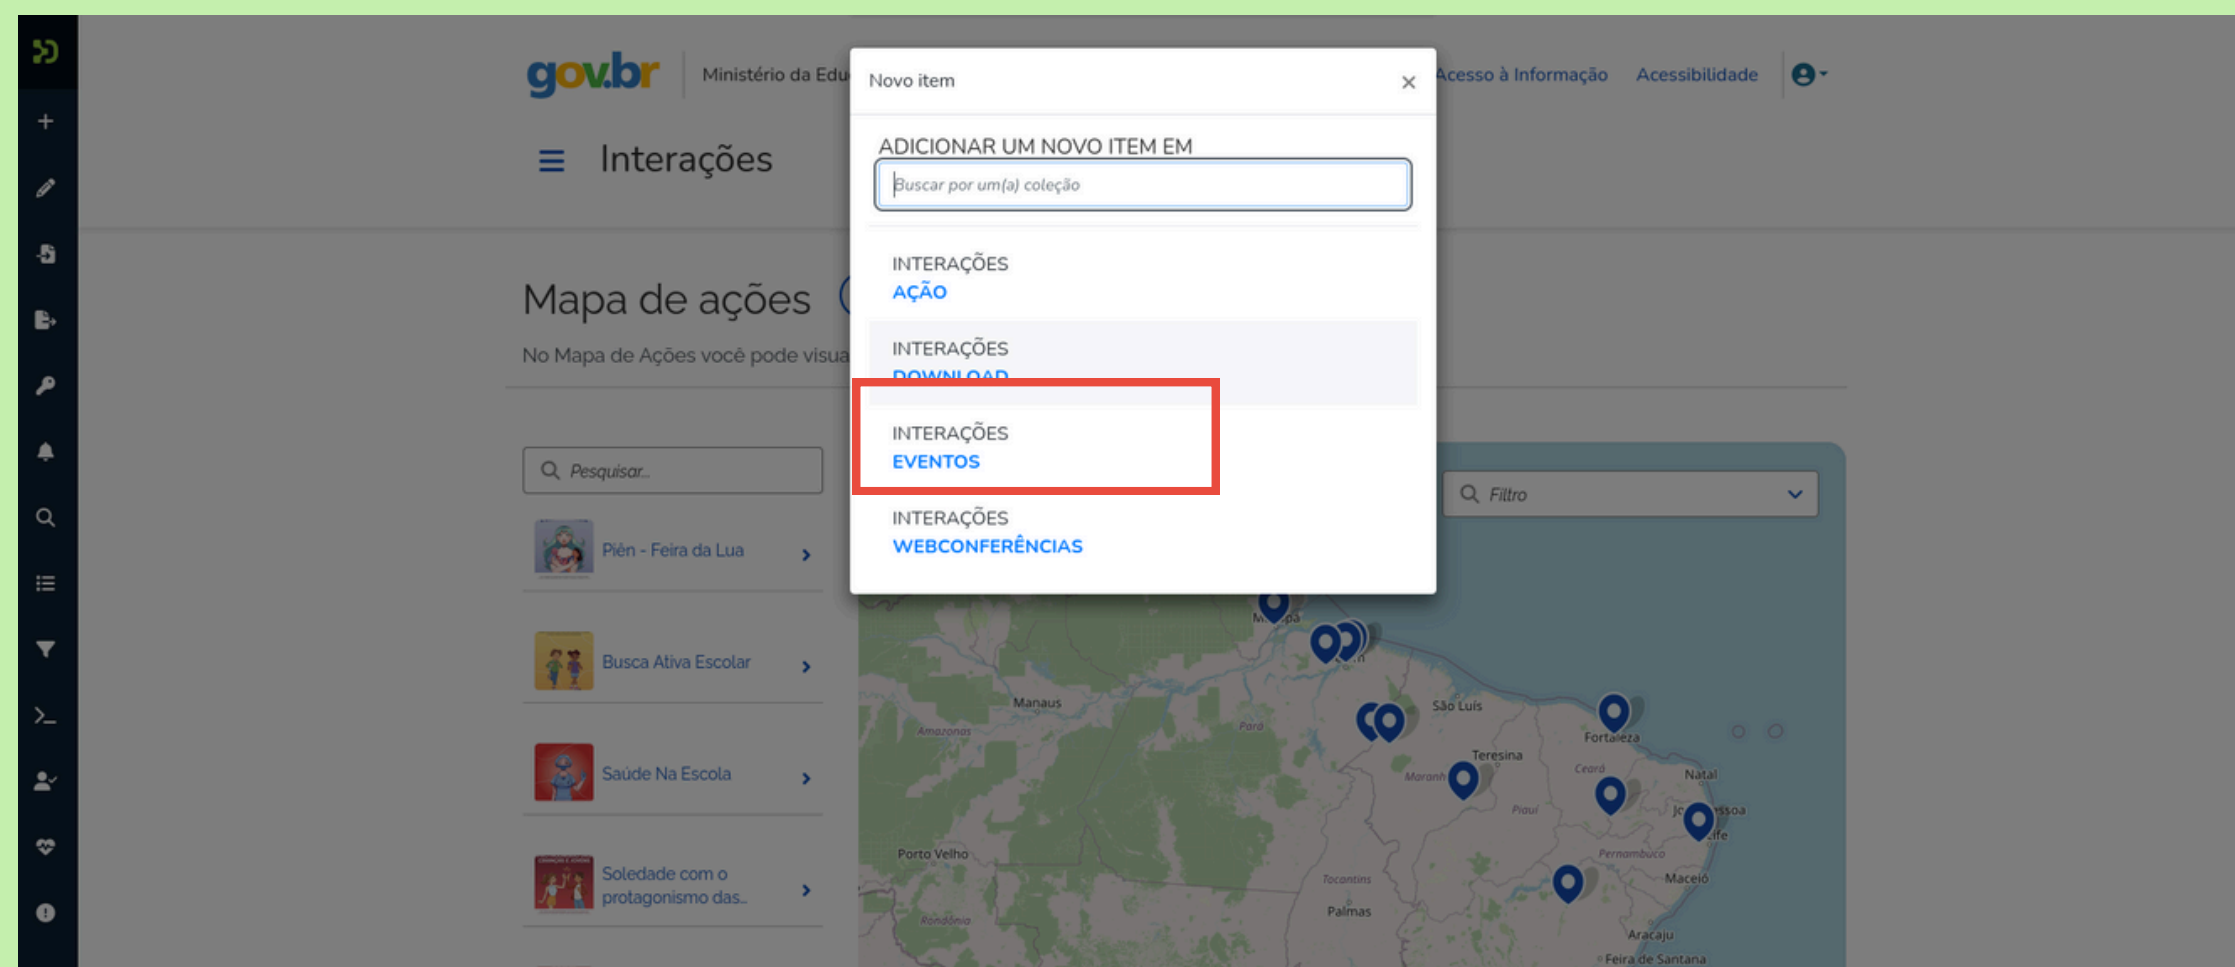 gov.br
Ministério da Edu
Acesso à Informação
Acessibilidade
Interações
Novo item
×
ADICIONAR UM NOVO ITEM EM
Buscar por um(a) coleção
INTERAÇÕES
AÇÃO
INTERAÇÕES
DOWNLOAD
INTERAÇÕES
EVENTOS
INTERAÇÕES
WEBCONFERÊNCIAS
Mapa de ações
No Mapa de Ações você pode visua
Pesquisar...
Filtro
Piên - Feira da Lua
Busca Ativa Escolar
Saúde Na Escola
Soledade com o
protagonismo das...
Manaus
Amazonas
Pará
São Luís
Fortaleza
Teresina
Maranh
Ceará
Natal
Piauí
Pernambuco
Porto Velho
Maceió
Tocantins
Palmas
Rondônia
Aracaju
Feira de Santana